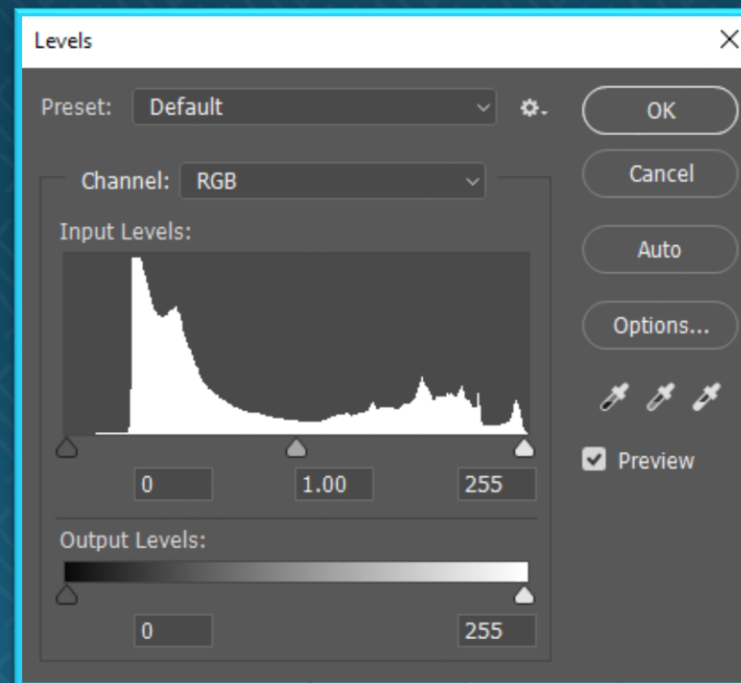 Levels
Preset: Default
OK
Channel: RGB
Cancel
Input Levels:
Auto
Options...
Preview
0 1.00 255
Output Levels:
0 255